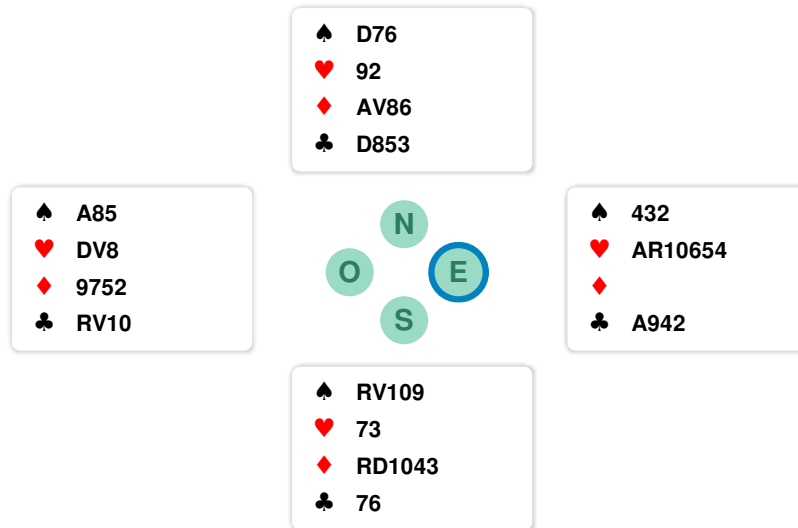 ♠ D76
♥ 92
♦ AV86
♣ D853
♠ A85
♥ DV8
♦ 9752
♣ RV10
N
O
E
S
♠ 432
♥ AR10654
♦
♣ A942
♠ RV109
♥ 73
♦ RD1043
♣ 76